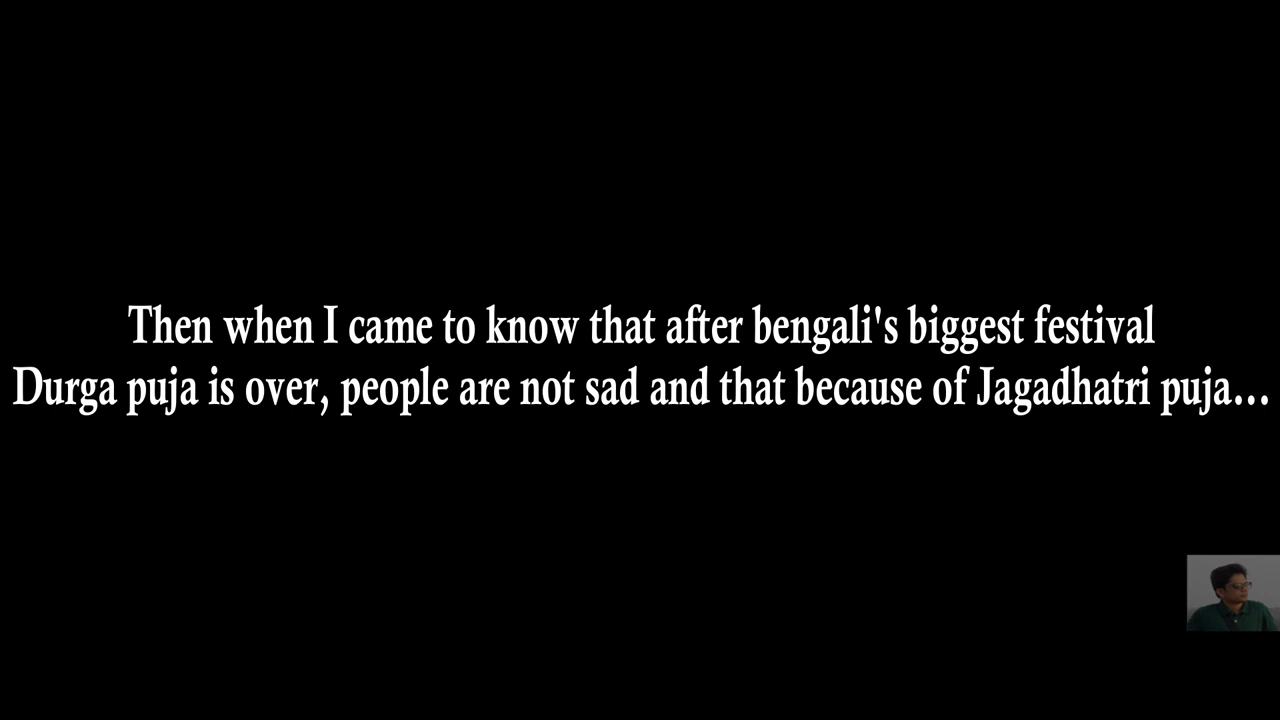 Then when I came to know that after bengali's biggest festival
Durga puja is over, people are not sad and that because of Jagadhatri puja...